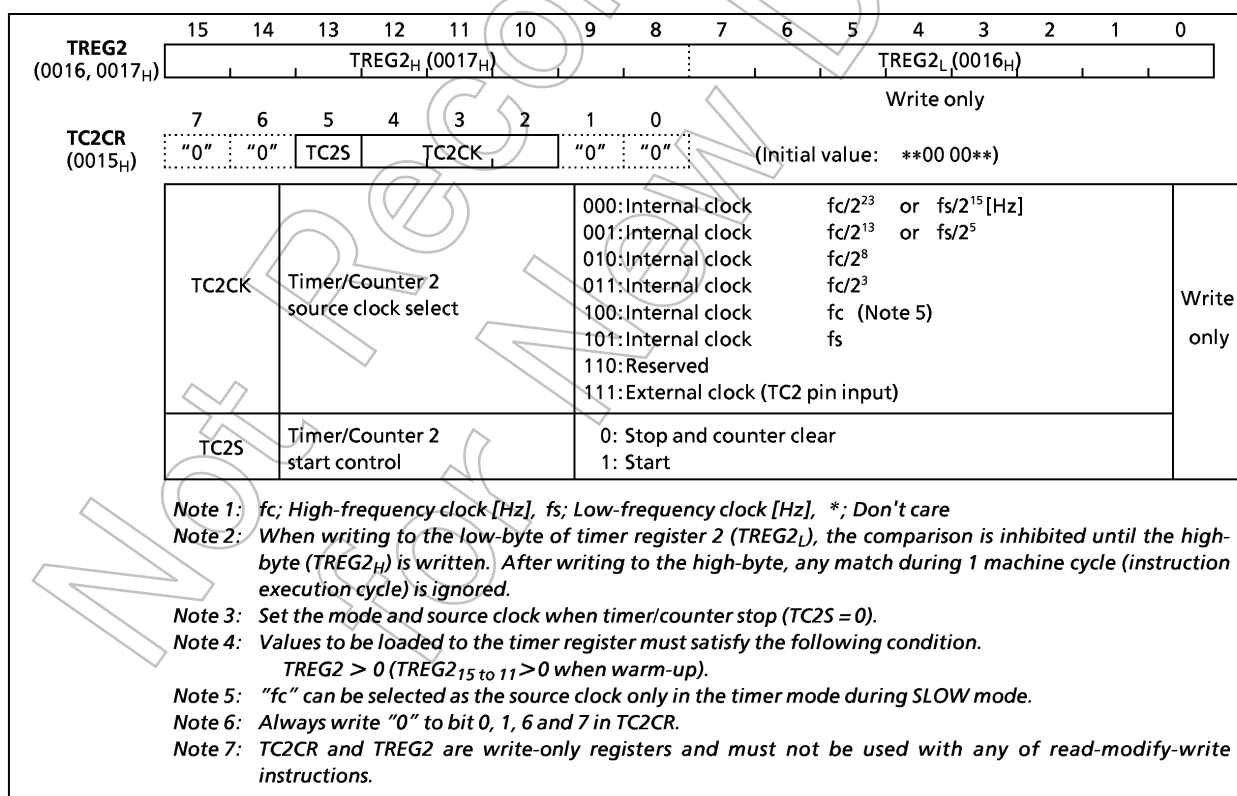 15 14 13 12 11 10 9 8 7 6 5 4 3 2 1 0
TREG2
(0016, 0017H) TREG2H (0017H) TREG2L (0016H)
Write only
7 6 5 4 3 2 1 0
TC2CR
(0015H) "0" "0" TC2S TC2CK "0" "0" (Initial value: **00 00**)
000: Internal clock fc/2^23 or fs/2^15 [Hz]
001: Internal clock fc/2^13 or fs/2^5
010: Internal clock fc/2^8
TC2CK Timer/Counter 2 source clock select 011: Internal clock fc/2^3
100: Internal clock fc (Note 5)
101: Internal clock fs
110: Reserved
111: External clock (TC2 pin input)
Write only
TC2S Timer/Counter 2 start control 0: Stop and counter clear
1: Start
Note 1: fc; High-frequency clock [Hz], fs; Low-frequency clock [Hz], *; Don't care
Note 2: When writing to the low-byte of timer register 2 (TREG2L), the comparison is inhibited until the high-
byte (TREG2H) is written. After writing to the high-byte, any match during 1 machine cycle (instruction
execution cycle) is ignored.
Note 3: Set the mode and source clock when timer/counter stop (TC2S = 0).
Note 4: Values to be loaded to the timer register must satisfy the following condition.
TREG2 > 0 (TREG2 15 to 11 > 0 when warm-up).
Note 5: "fc" can be selected as the source clock only in the timer mode during SLOW mode.
Note 6: Always write "0" to bit 0, 1, 6 and 7 in TC2CR.
Note 7: TC2CR and TREG2 are write-only registers and must not be used with any of read-modify-write
instructions.
Not Reco
for New D